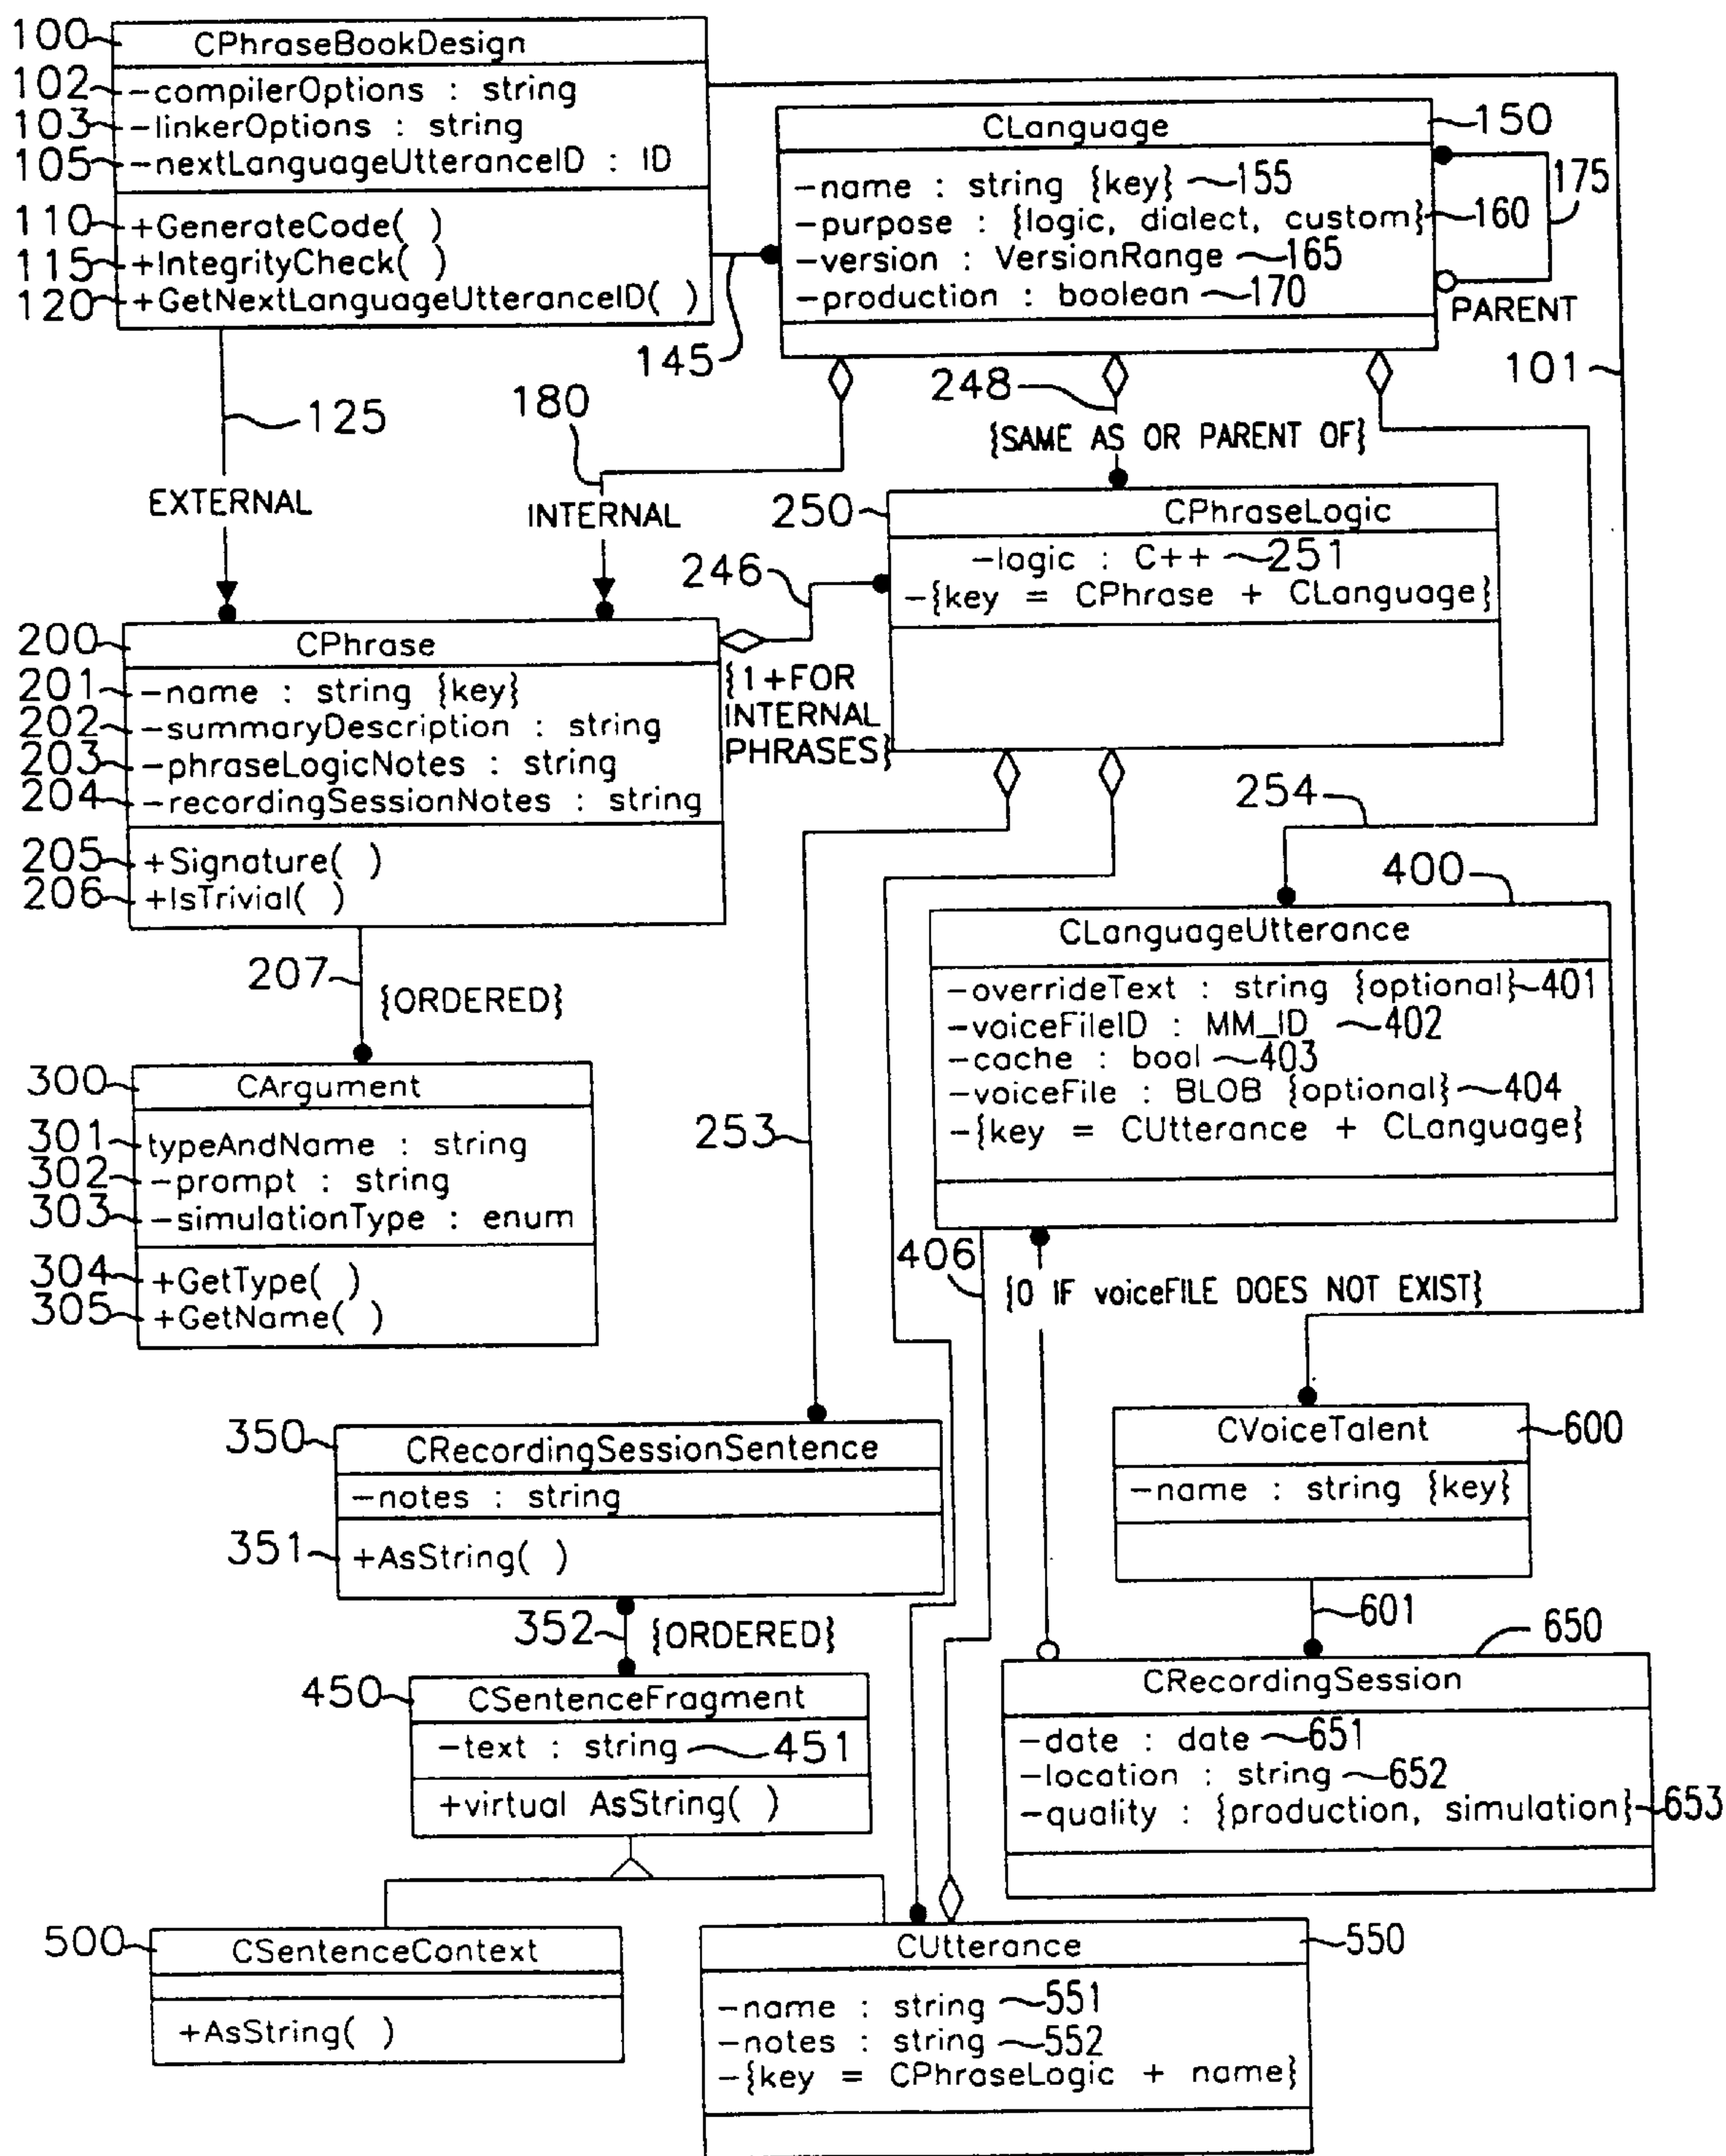 100 CPhraseBookDesign
102 -compilerOptions : string
103 -linkerOptions : string
105 -nextLanguageUtteranceID : ID
110 +GenerateCode( )
115 +IntegrityCheck( )
120 +GetNextLanguageUtteranceID( )
CLanguage 150
-name : string {key} 155
-purpose : {logic, dialect, custom} 160
-version : VersionRange 165
-production : boolean 170
175
PARENT
145
101
125
180
248
{SAME AS OR PARENT OF}
EXTERNAL
INTERNAL
250 CPhraseLogic
-logic : C++ 251
-{key = CPhrase + CLanguage}
246
{1+FOR
INTERNAL
PHRASES}
200 CPhrase
201 -name : string {key}
202 -summaryDescription : string
203 -phraseLogicNotes : string
204 -recordingSessionNotes : string
205 +Signature( )
206 +IsTrivial( )
254
207
{ORDERED}
400
CLanguageUtterance
-overrideText : string {optional} 401
-voiceFileID : MM_ID 402
-cache : bool 403
-voiceFile : BLOB {optional} 404
-{key = CUtterance + CLanguage}
300 CArgument
301 typeAndName : string
302 -prompt : string
303 -simulationType : enum
304 +GetType( )
305 +GetName( )
253
406
{0 IF voiceFILE DOES NOT EXIST}
350 CRecordingSessionSentence
-notes : string
351 +AsString( )
CVoiceTalent 600
-name : string {key}
601
352 {ORDERED}
650
CRecordingSession
-date : date 651
-location : string 652
-quality : {production, simulation} 653
450 CSentenceFragment
-text : string 451
+virtual AsString( )
500 CSentenceContext
+AsString( )
CUtterance 550
-name : string 551
-notes : string 552
-{key = CPhraseLogic + name}